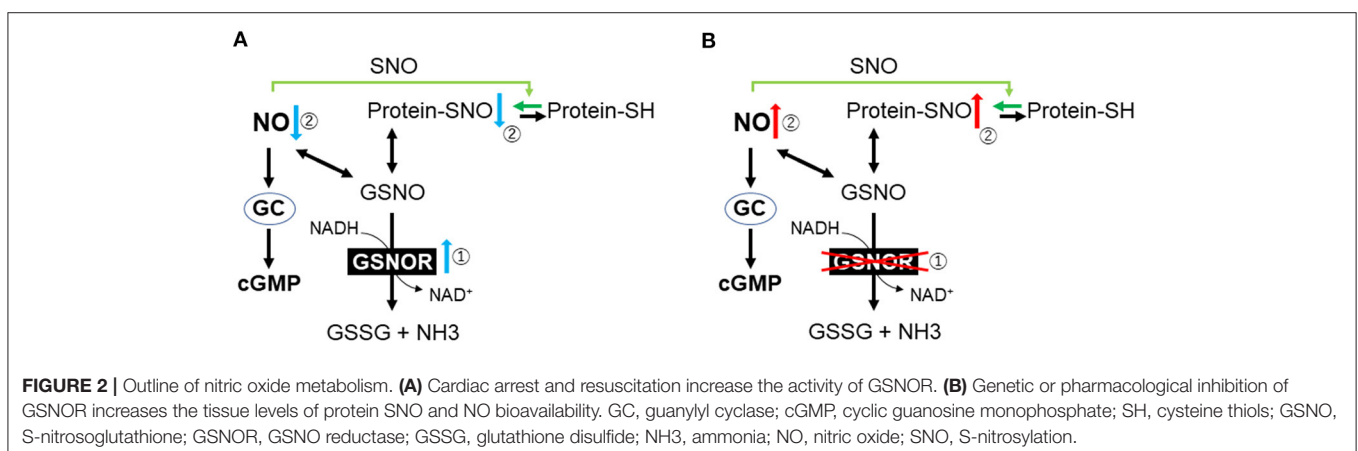 A
SNO
NO ②
Protein-SNO ② Protein-SH
GSNO
GC
NADH
GSNOR ①
cGMP
NAD⁺
GSSG + NH3
B
SNO
NO ②
Protein-SNO ② Protein-SH
GSNO
GC
NADH
GSNOR ①
cGMP
NAD⁺
GSSG + NH3
FIGURE 2 | Outline of nitric oxide metabolism. (A) Cardiac arrest and resuscitation increase the activity of GSNOR. (B) Genetic or pharmacological inhibition of
GSNOR increases the tissue levels of protein SNO and NO bioavailability. GC, guanylyl cyclase; cGMP, cyclic guanosine monophosphate; SH, cysteine thiols; GSNO,
S-nitrosoglutathione; GSNOR, GSNO reductase; GSSG, glutathione disulfide; NH3, ammonia; NO, nitric oxide; SNO, S-nitrosylation.